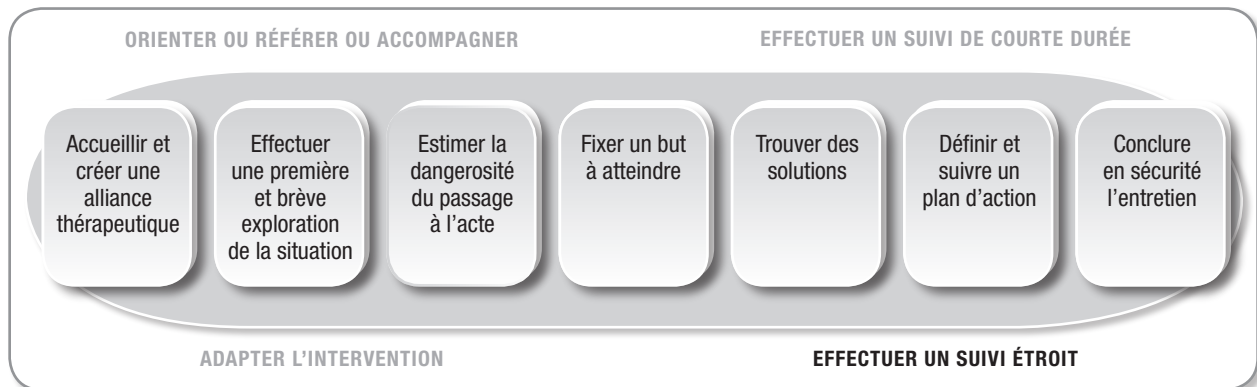 ORIENTER OU RÉFÉRER OU ACCOMPAGNER
EFFECTUER UN SUIVI DE COURTE DURÉE
Accueillir et
créer une
alliance
thérapeutique
Effectuer
une première
et brève
exploration
de la situation
Estimer la
dangerosité
du passage
à l’acte
Fixer un but
à atteindre
Trouver des
solutions
Définir et
suivre un
plan d’action
Conclure
en sécurité
l’entretien
ADAPTER L’INTERVENTION
EFFECTUER UN SUIVI ÉTROIT